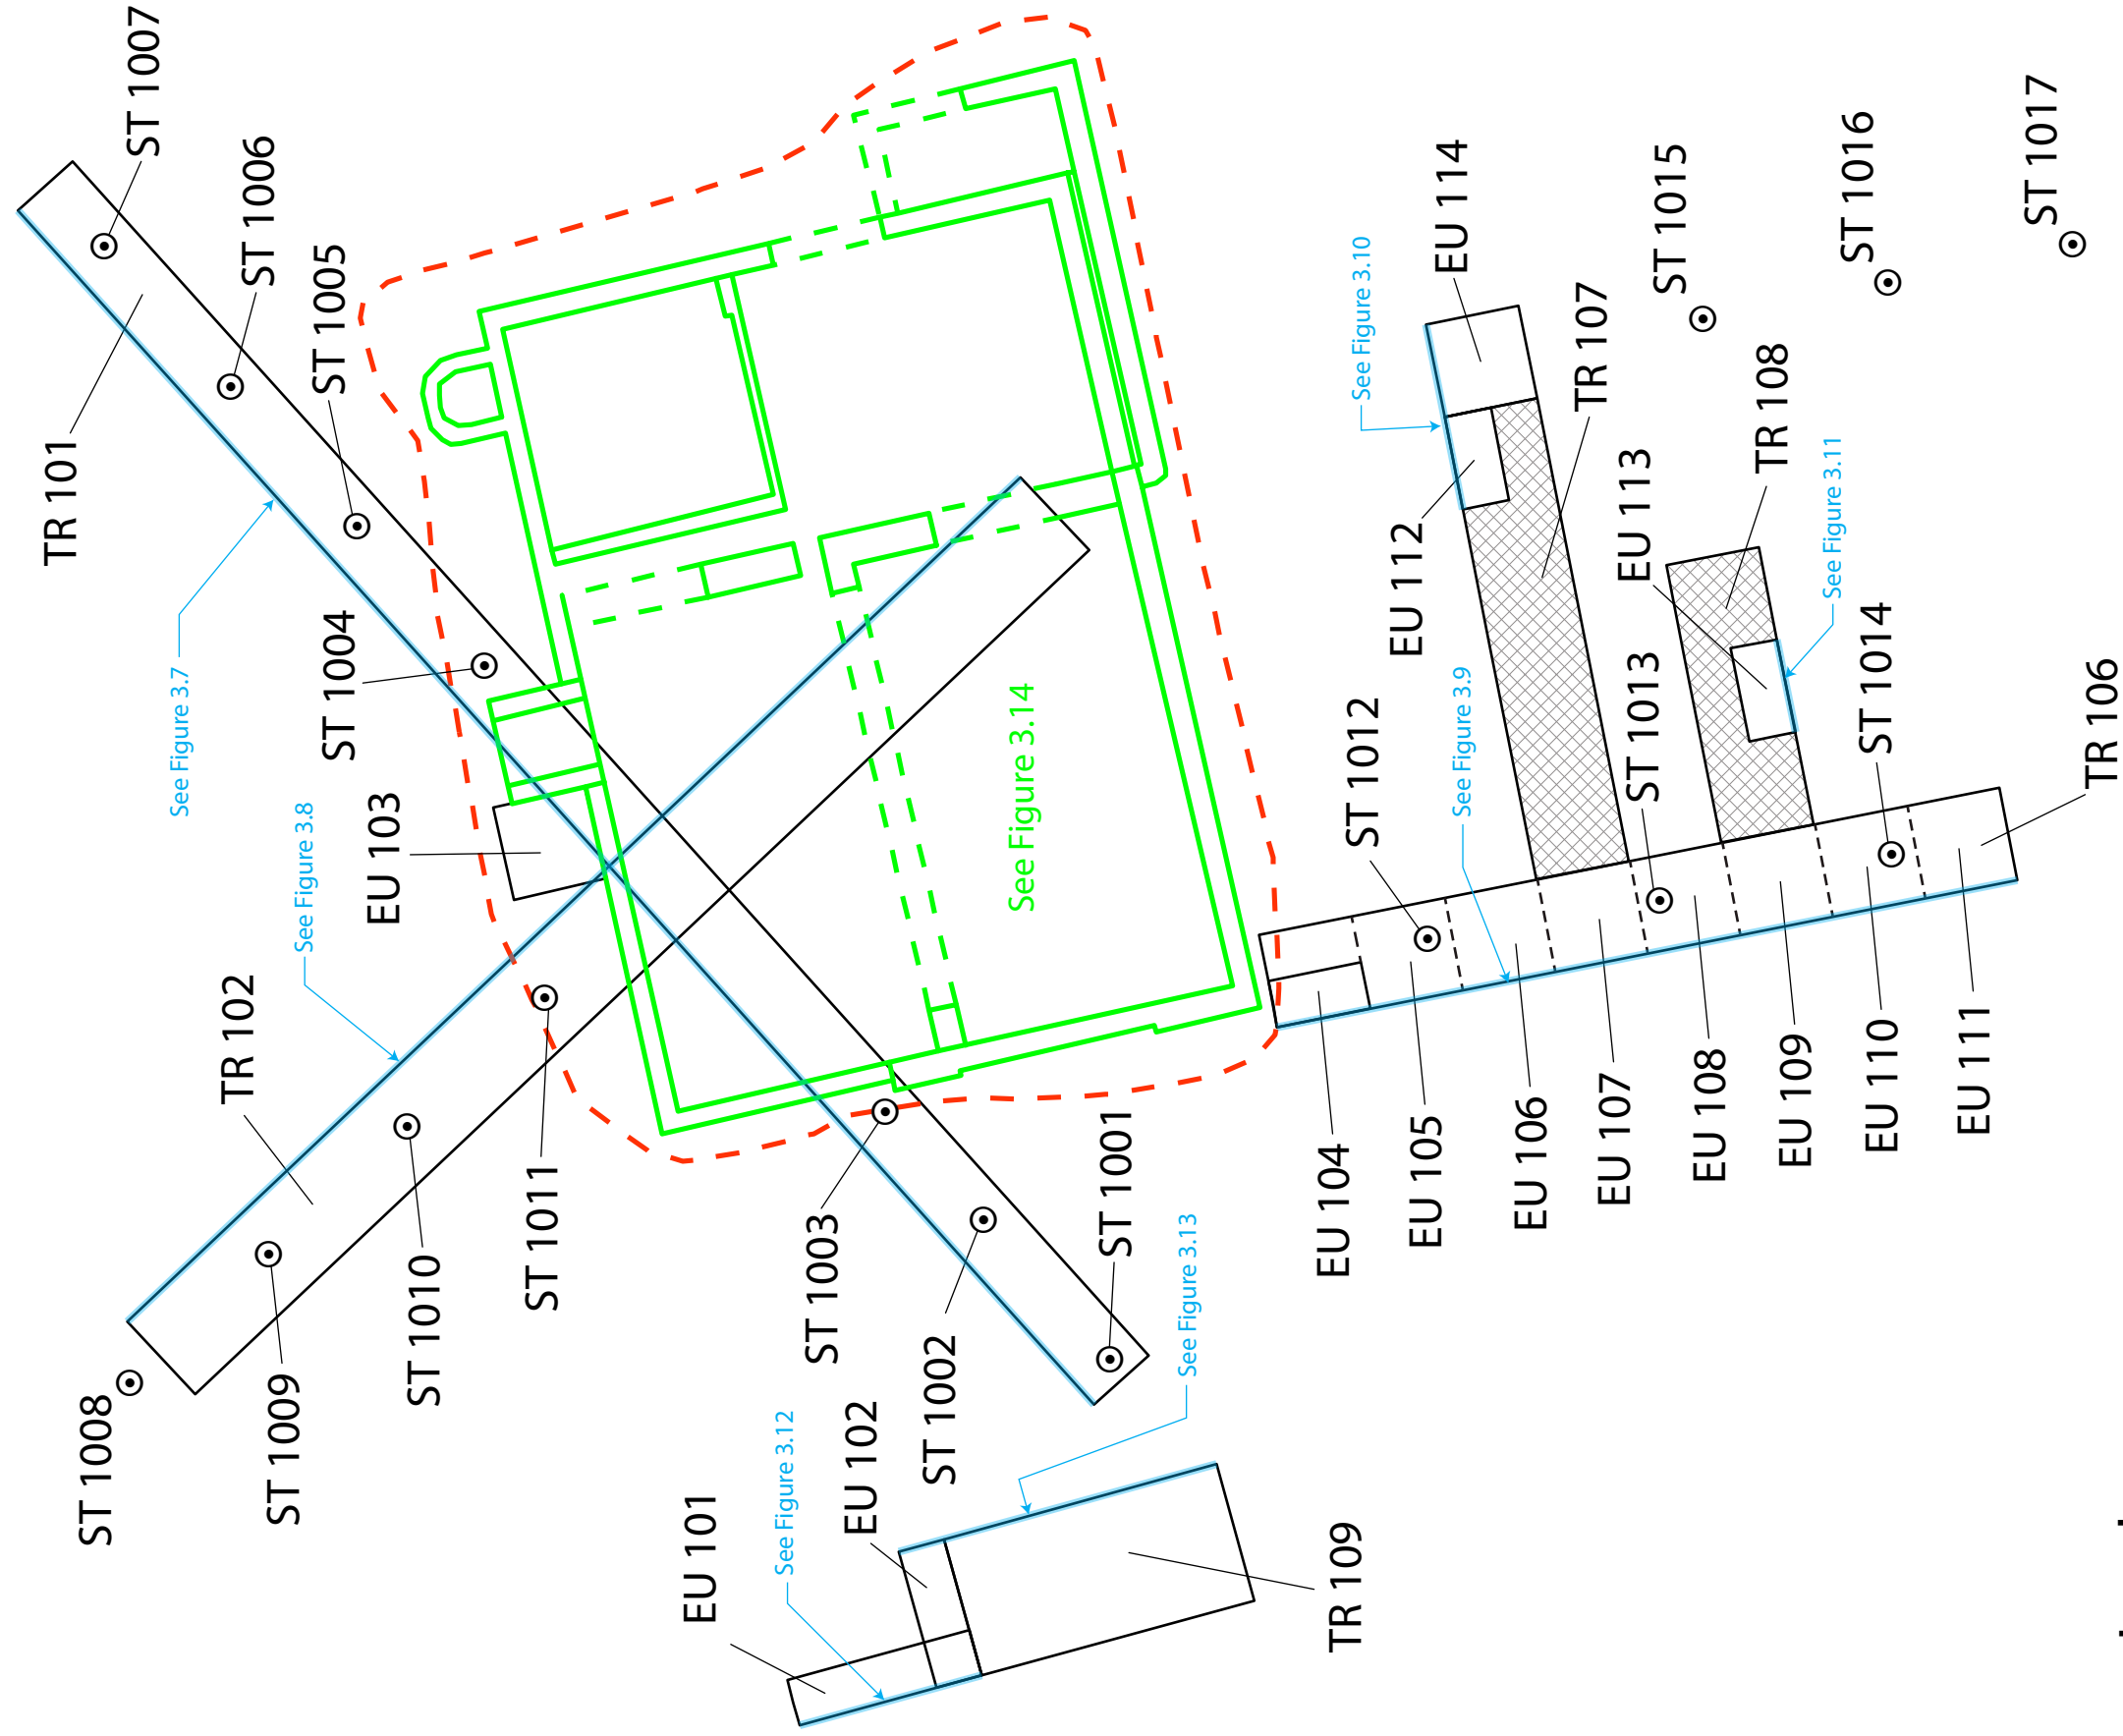 ST 1007
ST 1006
ST 1005
TR 101
ST 1004
See Figure 3.7
See Figure 3.8
EU 103
TR 102
ST 1008
ST 1009
ST 1010
ST 1011
ST 1003
ST 1002
ST 1001
See Figure 3.14
EU 114
See Figure 3.10
TR 107
EU 112
ST 1015
ST 1016
ST 1017
TR 108
EU 113
See Figure 3.11
ST 1012
See Figure 3.9
ST 1013
ST 1014
TR 106
EU 104
EU 105
EU 106
EU 107
EU 108
EU 109
EU 110
EU 111
EU 101
See Figure 3.12
EU 102
See Figure 3.13
TR 109